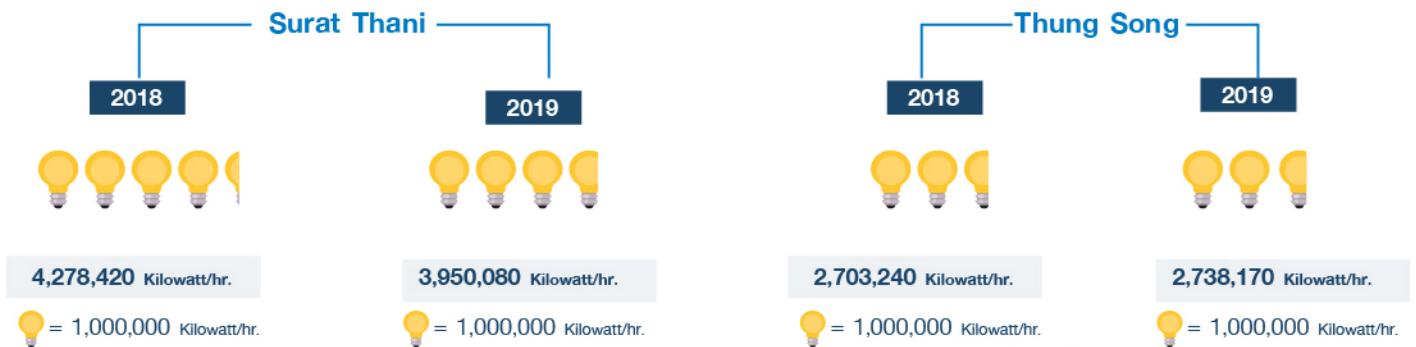 Surat Thani
2018
2019
4,278,420 Kilowatt/hr.
3,950,080 Kilowatt/hr.
= 1,000,000 Kilowatt/hr.
= 1,000,000 Kilowatt/hr.
Thung Song
2018
2019
2,703,240 Kilowatt/hr.
2,738,170 Kilowatt/hr.
= 1,000,000 Kilowatt/hr.
= 1,000,000 Kilowatt/hr.